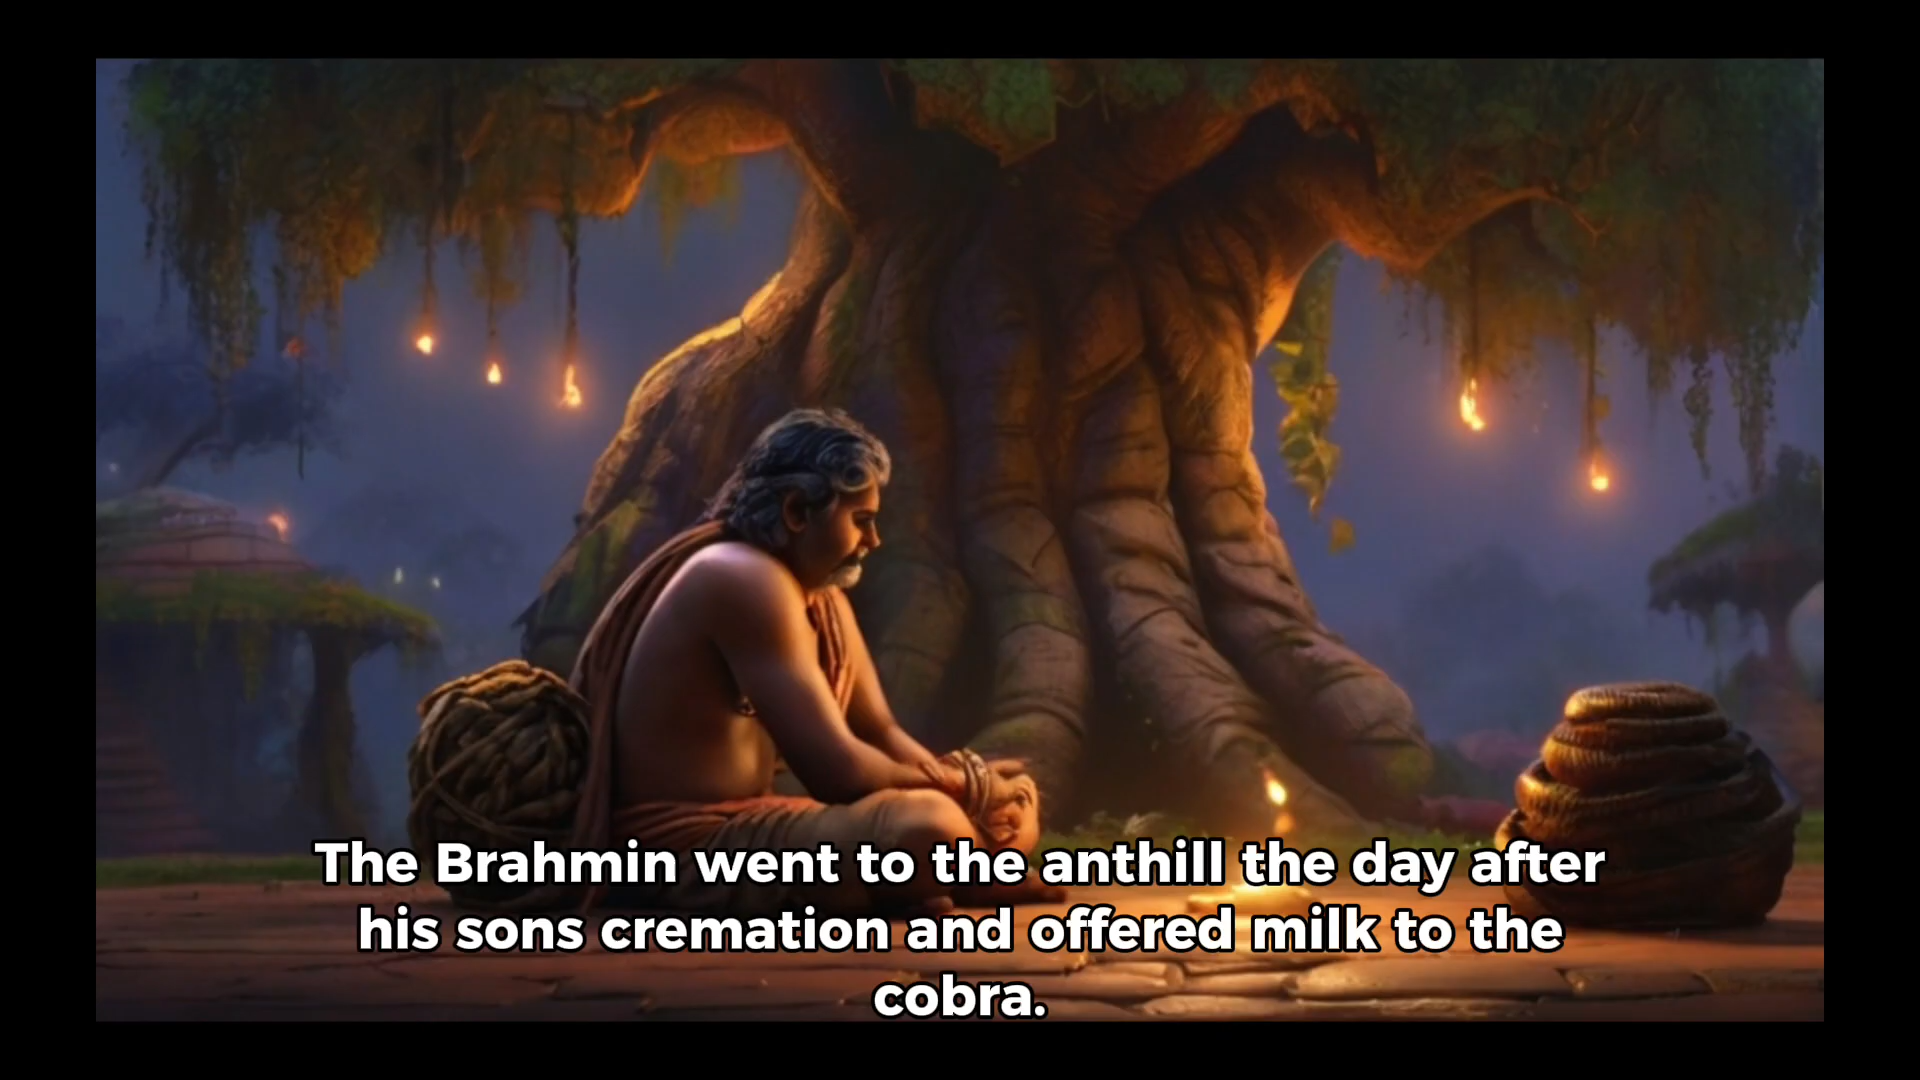 The Brahmin went to the anthill the day after
his sons cremation and offered milk to the
cobra.